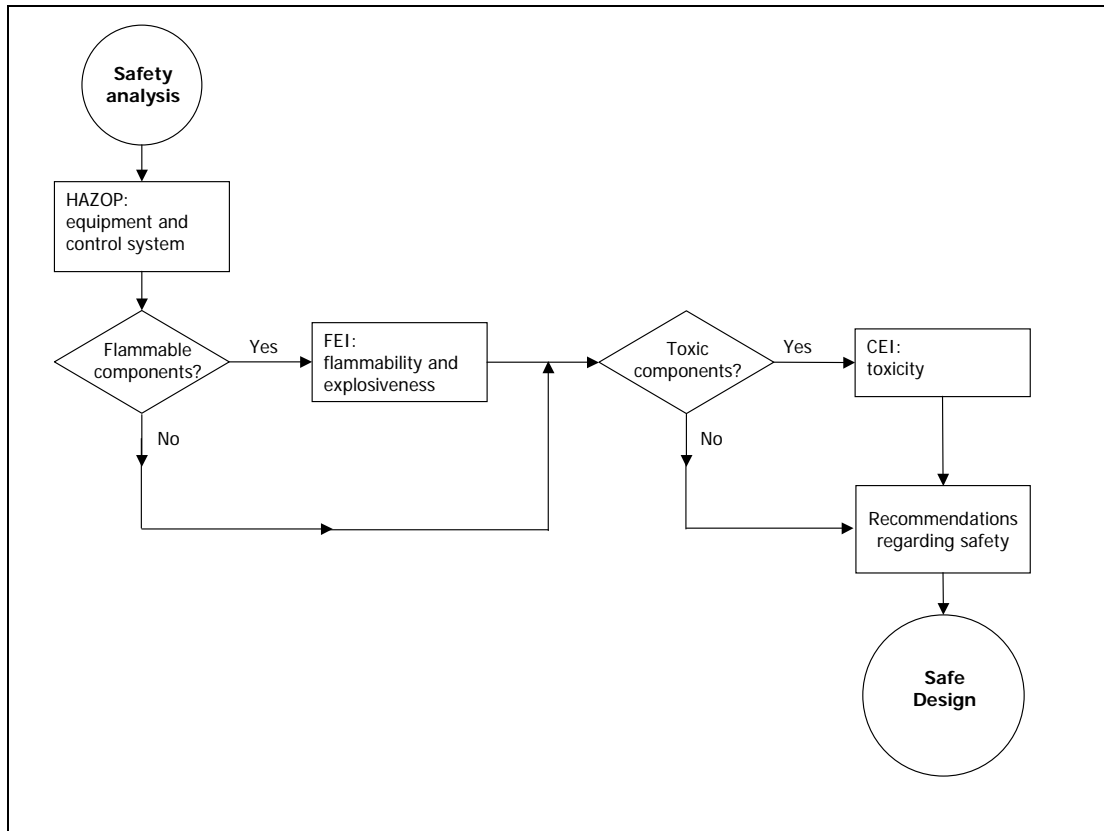 Safety
analysis
HAZOP:
equipment and
control system
Flammable
components?
Yes
No
FEI:
flammability and
explosiveness
Toxic
components?
Yes
No
CEI:
toxicity
Recommendations
regarding safety
Safe
Design